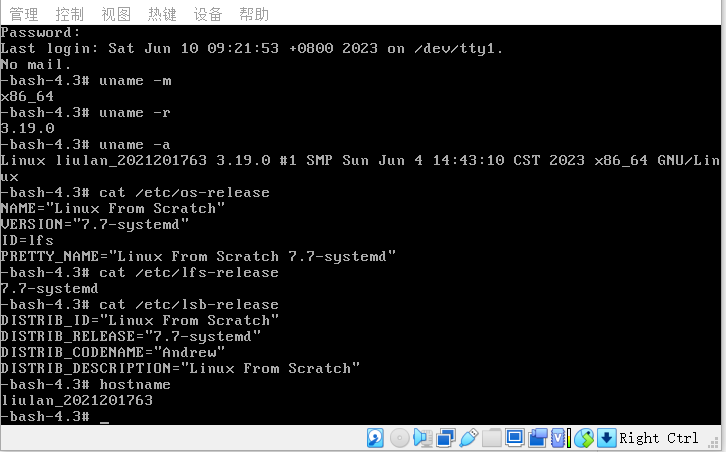 管理 控制 视图 热键 设备 帮助
Password:
Last login: Sat Jun 10 09:21:53 +0800 2023 on /dev/tty1.
No mail.
-bash-4.3# uname -m
x86_64
-bash-4.3# uname -r
3.19.0
-bash-4.3# uname -a
Linux liulan_2021201763 3.19.0 #1 SMP Sun Jun 4 14:43:10 CST 2023 x86_64 GNU/Lin
ux
-bash-4.3# cat /etc/os-release
NAME="Linux From Scratch"
VERSION="7.7-systemd"
ID=lfs
PRETTY_NAME="Linux From Scratch 7.7-systemd"
-bash-4.3# cat /etc/lfs-release
7.7-systemd
-bash-4.3# cat /etc/lsb-release
DISTRIB_ID="Linux From Scratch"
DISTRIB_RELEASE="7.7-systemd"
DISTRIB_CODENAME="Andrew"
DISTRIB_DESCRIPTION="Linux From Scratch"
-bash-4.3# hostname
liulan_2021201763
-bash-4.3# _
Right Ctrl